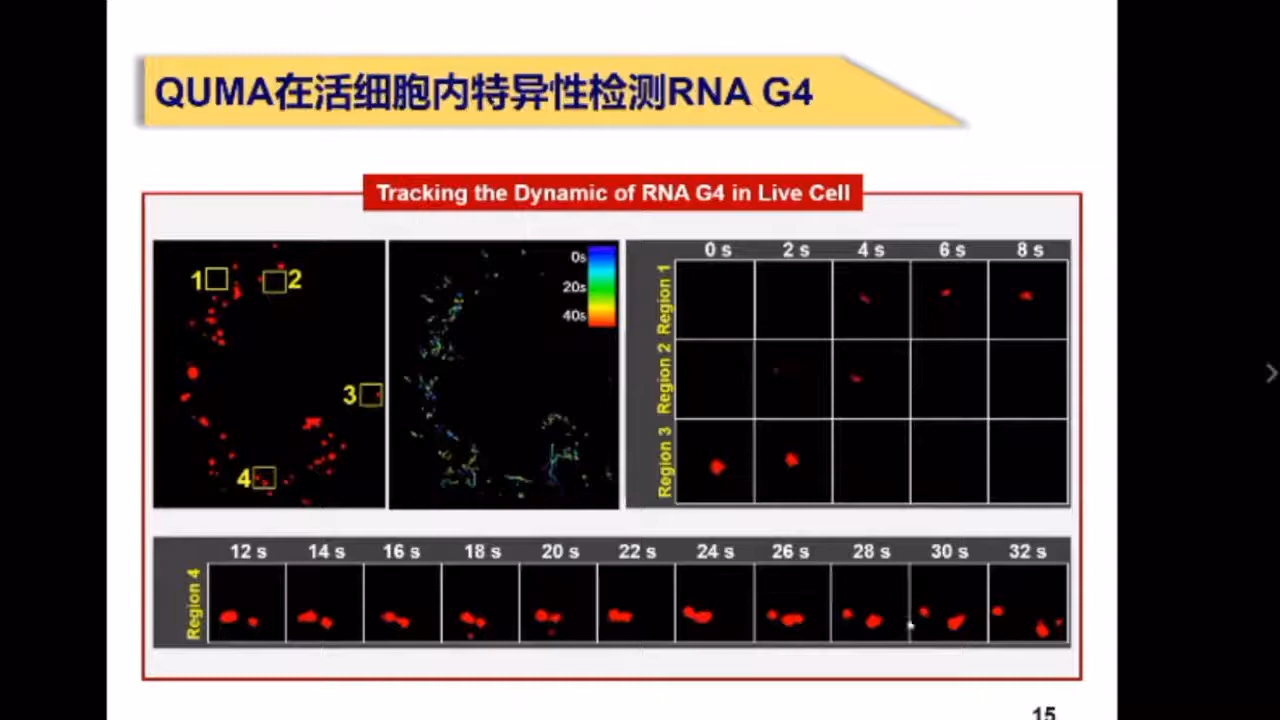 QUMA在活细胞内特异性检测RNA G4
Tracking the Dynamic of RNA G4 in Live Cell
1
2
3
4
0s
20s
40s
0 s 2 s 4 s 6 s 8 s
Region 1
Region 2
Region 3
12 s 14 s 16 s 18 s 20 s 22 s 24 s 26 s 28 s 30 s 32 s
Region 4
15